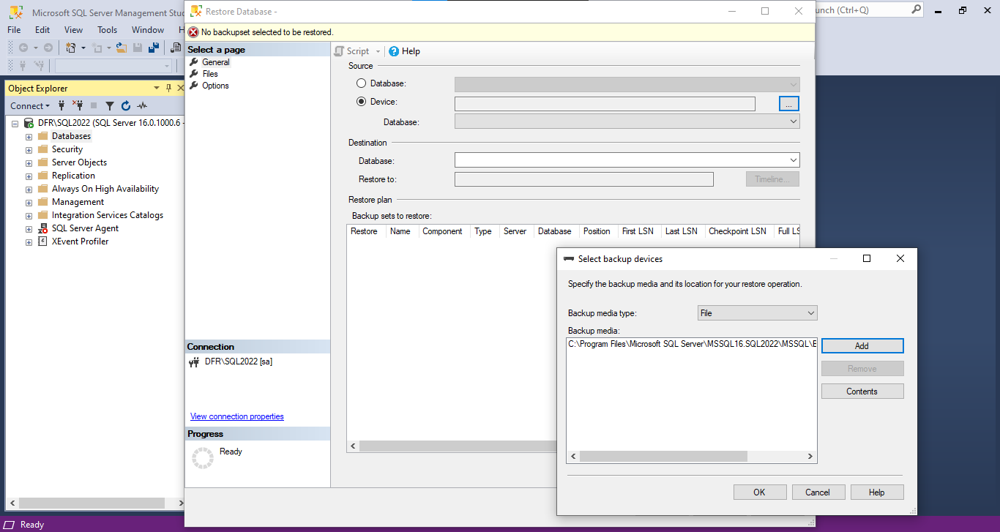 Microsoft SQL Server Management Stu
unch (Ctrl+Q)
File Edit View Tools Window H
Object Explorer
Connect
DFR\SQL2022 (SQL Server 16.0.1000.6 -
Databases
Security
Server Objects
Replication
Always On High Availability
Management
Integration Services Catalogs
SQL Server Agent
XEvent Profiler
Ready
Restore Database -
No backupset selected to be restored.
Select a page
General
Files
Options
Connection
DFR\SQL2022 [sa]
View connection properties
Progress
Ready
Script Help
Source
Database:
Device: ...
Database:
Destination
Database:
Restore to: Timeline...
Restore plan
Backup sets to restore:
Restore Name Component Type Server Database Position First LSN Last LSN Checkpoint LSN Full LS
Select backup devices
Specify the backup media and its location for your restore operation.
Backup media type: File
Backup media:
C:\Program Files\Microsoft SQL Server\MSSQL16.SQL2022\MSSQL\B
Add
Remove
Contents
OK Cancel Help